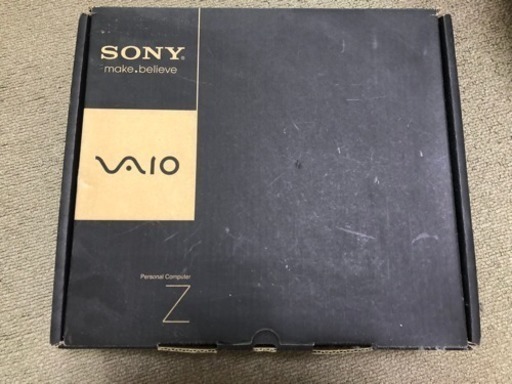 SONY
make.believe
VAIO
Personal Computer
Z